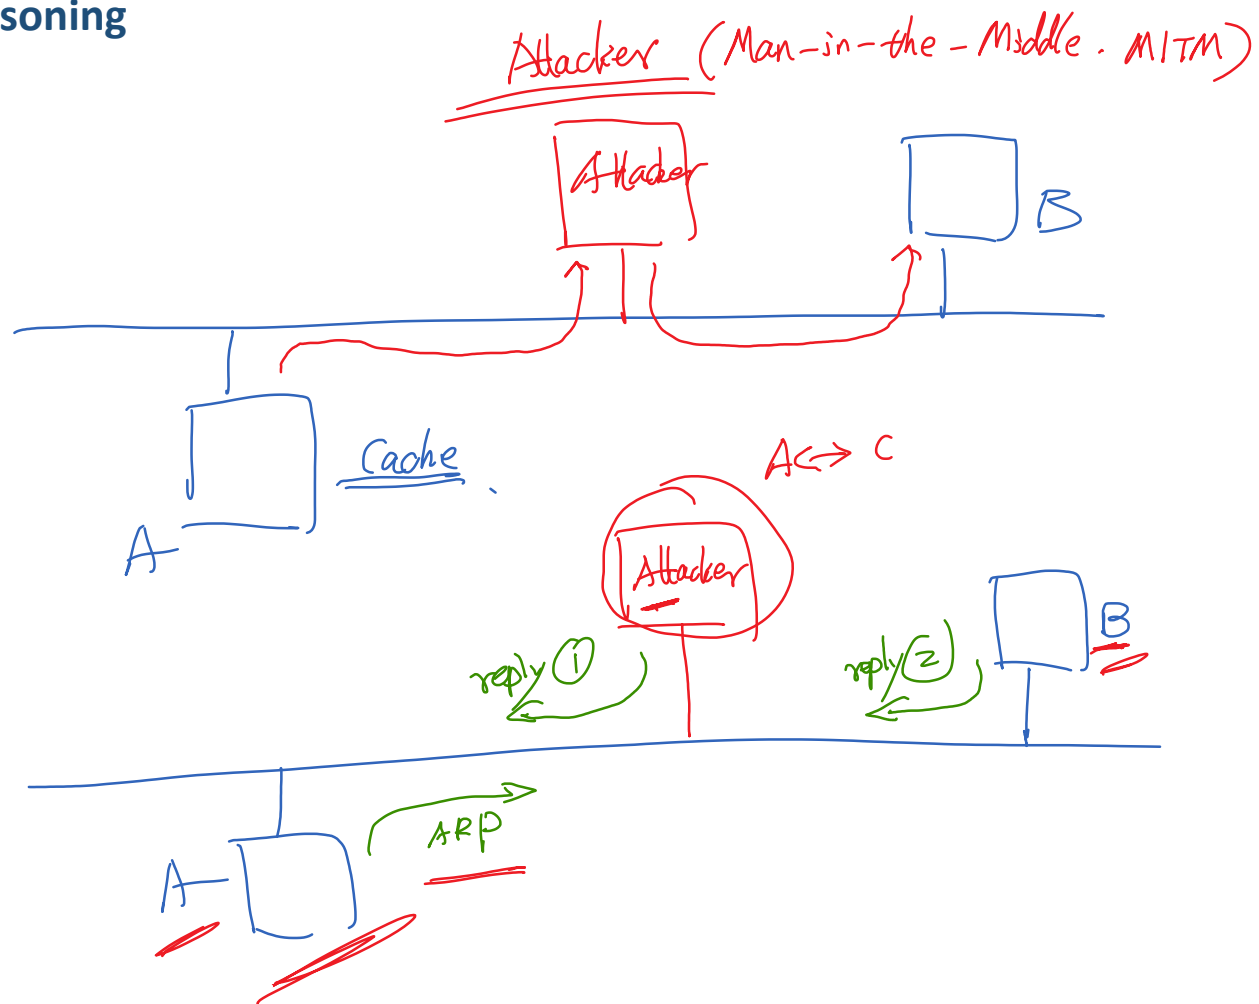 soning
Attacker (Man-in-the-Middle. MITM)
Attacker
B
Cache
A
A<-> C
Attacker
B
reply ①
reply ②
ARP
A